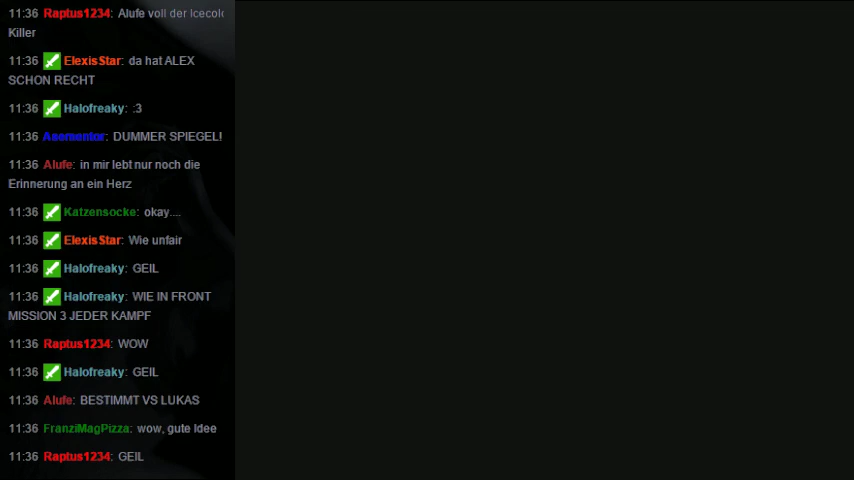 11:36 Raptus1234: Alufe voll der Icecold
Killer
11:36 ElexisStar: da hat ALEX
SCHON RECHT
11:36 Halofreaky: :3
11:36 Asementor: DUMMER SPIEGEL!
11:36 Alufe: in mir lebt nur noch die
Erinnerung an ein Herz
11:36 Katzensocke: okay....
11:36 ElexisStar: Wie unfair
11:36 Halofreaky: GEIL
11:36 Halofreaky: WIE IN FRONT
MISSION 3 JEDER KAMPF
11:36 Raptus1234: WOW
11:36 Halofreaky: GEIL
11:36 Alufe: BESTIMMT VS LUKAS
11:36 FranziMagPizza: wow, gute Idee
11:36 Raptus1234: GEIL